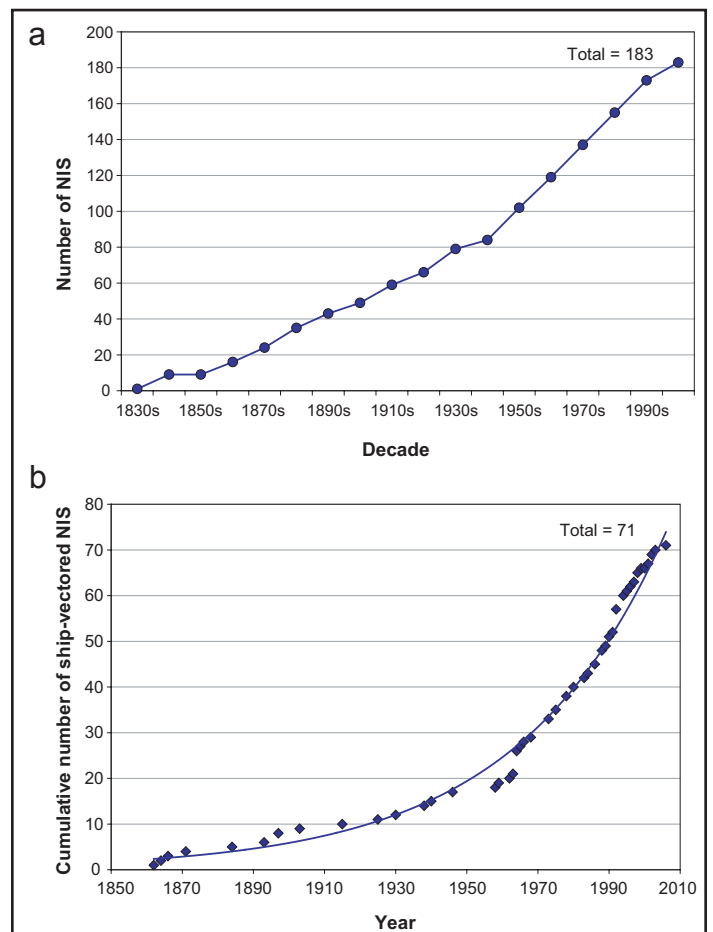 a
Total = 183
Number of NIS
200
180
160
140
120
100
80
60
40
20
0
1830s 1850s 1870s 1890s 1910s 1930s 1950s 1970s 1990s
Decade
b
Total = 71
Cumulative number of ship-vectored NIS
80
70
60
50
40
30
20
10
0
1850 1870 1890 1910 1930 1950 1970 1990 2010
Year